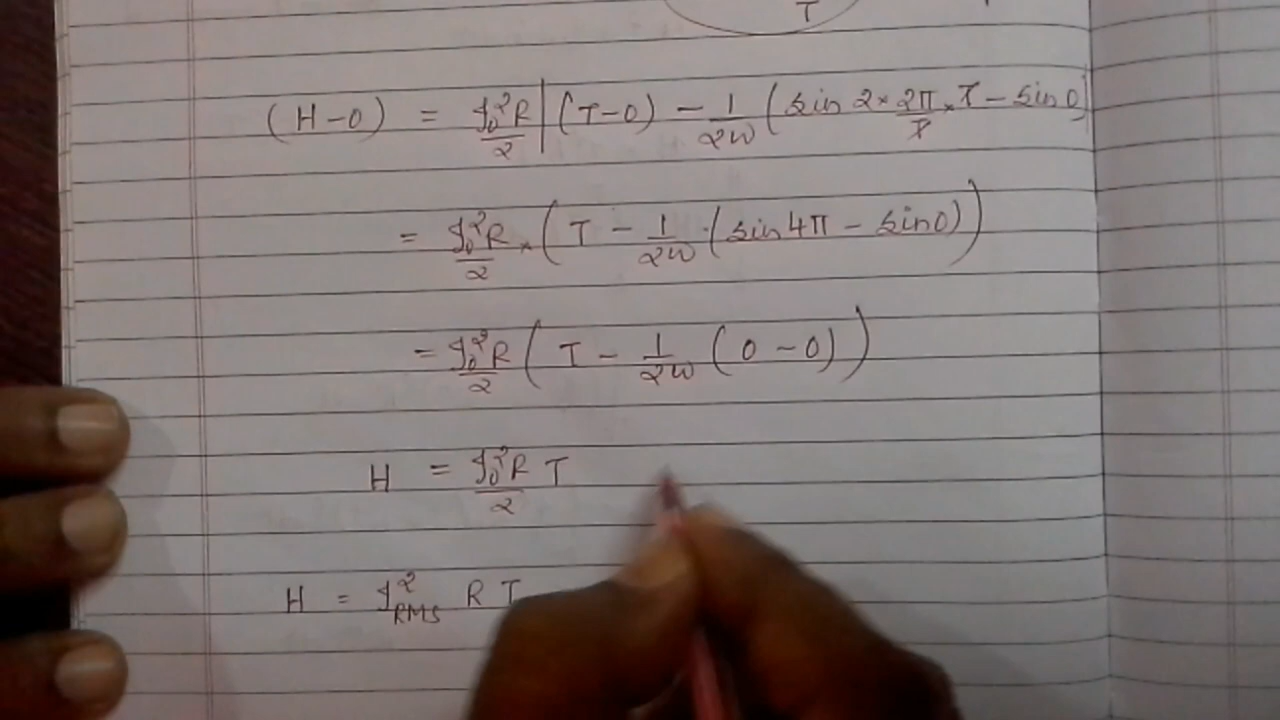 T
(H-0) = I₀²R/2 | (T-0) - 1/2ω (sin 2 × 2π/T × T - sin 0
= I₀²R/2 × (T - 1/2ω · (sin 4π - sin 0))
= I₀²R/2 (T - 1/2ω (0 - 0))
H = I₀²R/2 T
H = I²RMS R T